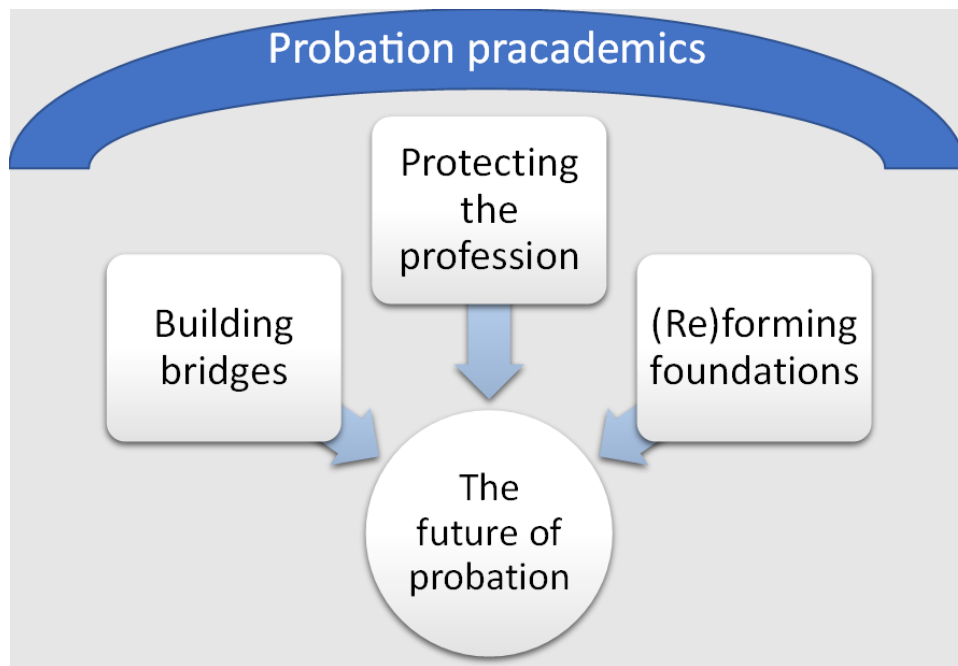 Probation pracademics
Protecting
the
profession
Building
bridges
(Re)forming
foundations
The
future of
probation